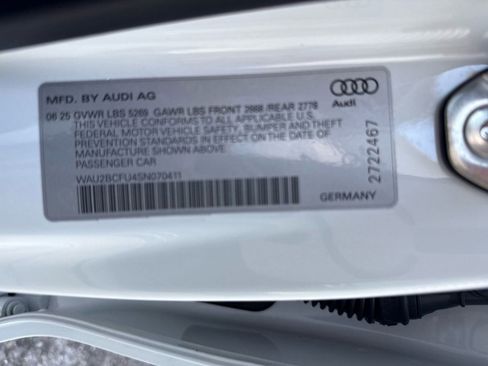 MFD. BY AUDI AG
Audi
06 25 GVWR LBS 5269 GAWR LBS FRONT 2668 /REAR 2778
THIS VEHICLE CONFORMS TO ALL APPLICABLE U.S.
FEDERAL MOTOR VEHICLE SAFETY, BUMPER AND THEFT
PREVENTION STANDARDS IN EFFECT ON THE DATE OF
MANUFACTURE SHOWN ABOVE
PASSENGER CAR
WAU2BCFU4SN070411
GERMANY
2722467